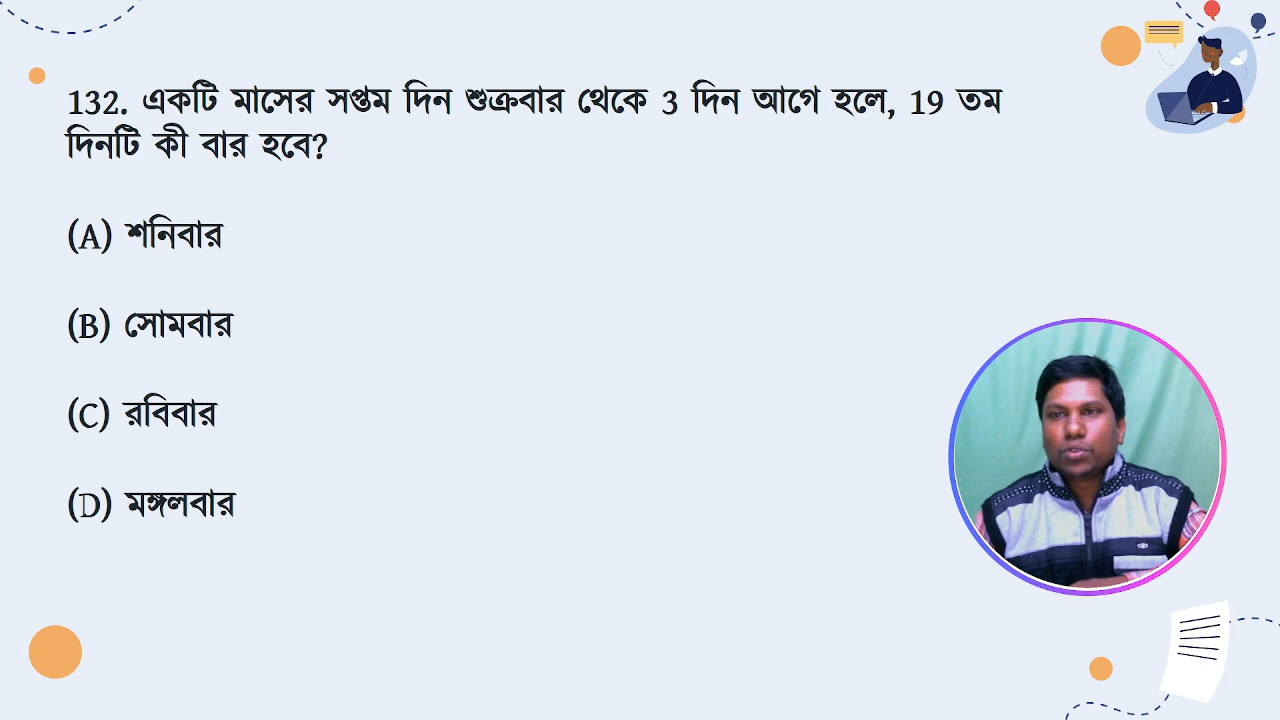 132. একটি মাসের সপ্তম দিন শুক্রবার থেকে 3 দিন আগে হলে, 19 তম
দিনটি কী বার হবে?
(A) শনিবার
(B) সোমবার
(C) রবিবার
(D) মঙ্গলবার